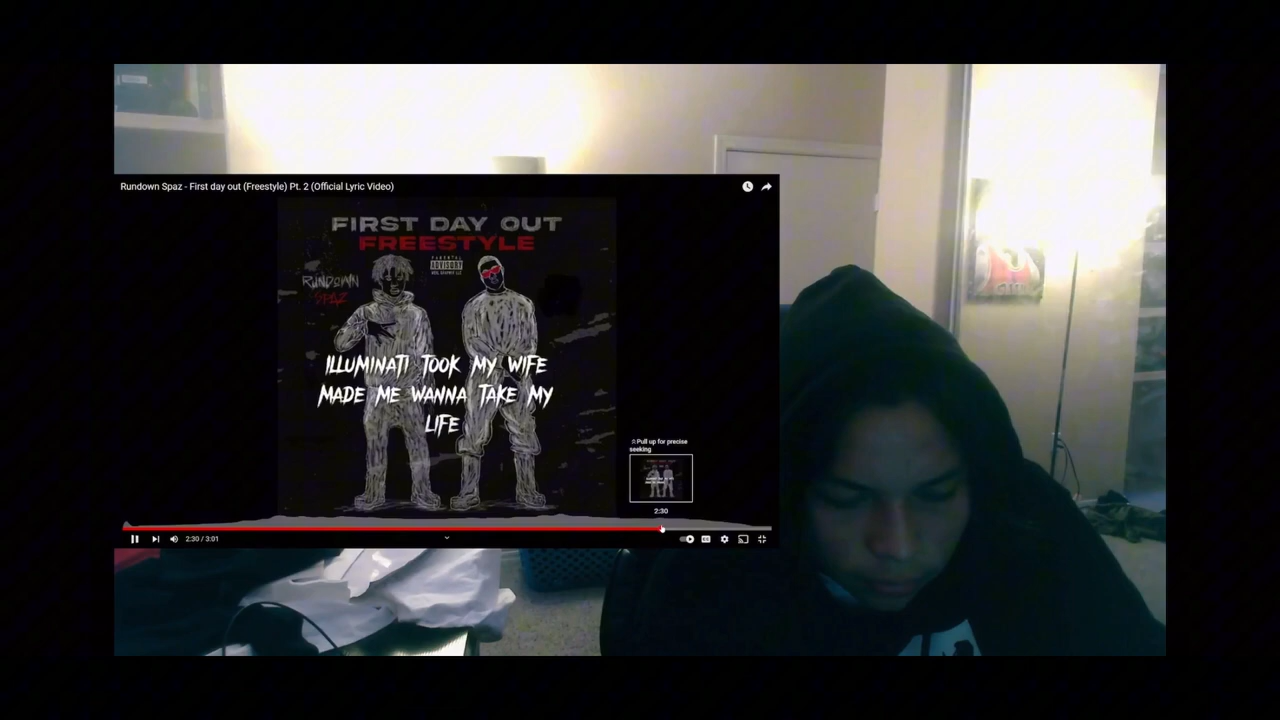 Rundown Spaz - First day out (Freestyle) Pt. 2 (Official Lyric Video)
FIRST DAY OUT
FREESTYLE
PARENTAL
ADVISORY
RUNDOWN
SPAZ
ILLUMINATI TOOK MY WIFE
MADE ME WANNA TAKE MY
LIFE
Pull up for precise
seeking
2:30
2:30 / 3:01